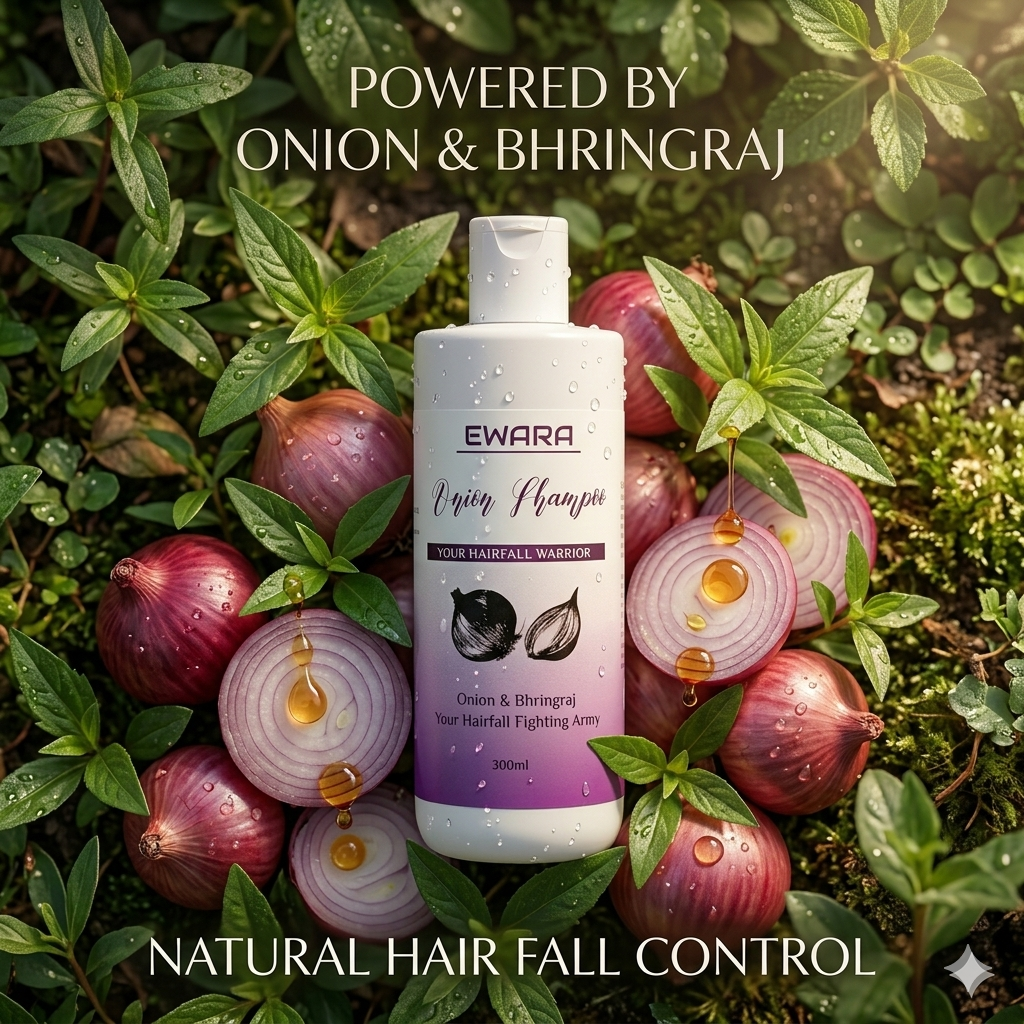 POWERED BY
ONION & BHRINGRAJ
EWARA
Onion Shampoo
YOUR HAIRFALL WARRIOR
Onion & Bhringraj
Your Hairfall Fighting Army
300ml
NATURAL HAIR FALL CONTROL